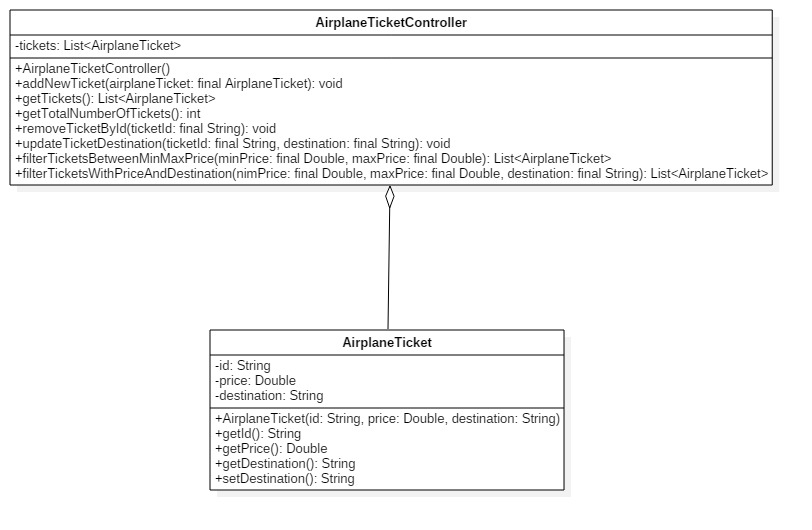 AirplaneTicketController
-tickets: List<AirplaneTicket>
+AirplaneTicketController()
+addNewTicket(airplaneTicket: final AirplaneTicket): void
+getTickets(): List<AirplaneTicket>
+getTotalNumberOfTickets(): int
+removeTicketById(ticketId: final String): void
+updateTicketDestination(ticketId: final String, destination: final String): void
+filterTicketsBetweenMinMaxPrice(minPrice: final Double, maxPrice: final Double): List<AirplaneTicket>
+filterTicketsWithPriceAndDestination(nimPrice: final Double, maxPrice: final Double, destination: final String): List<AirplaneTicket>
AirplaneTicket
-id: String
-price: Double
-destination: String
+AirplaneTicket(id: String, price: Double, destination: String)
+getId(): String
+getPrice(): Double
+getDestination(): String
+setDestination(): String